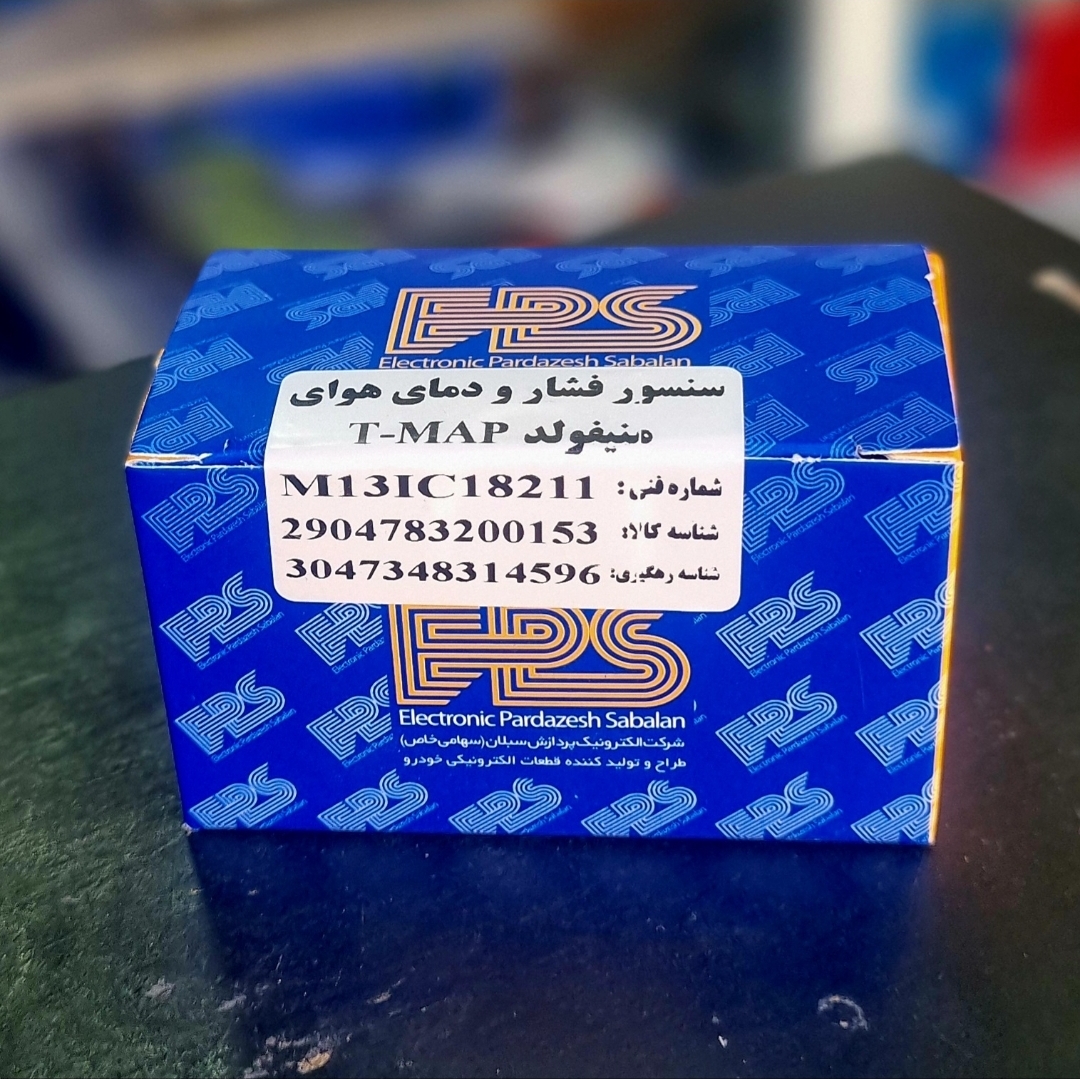 EPS
Electronic Pardazesh Sabalan
سنسور فشار و دمای هوای
منیفولد T-MAP
شماره فنی: M13IC18211
شناسه کالا: 2904783200153
شناسه رهگیری: 3047348314596
EPS
Electronic Pardazesh Sabalan
شرکت الکترونیک پردازش سبلان (سهامی خاص)
طراح و تولید کننده قطعات الکترونیکی خودرو